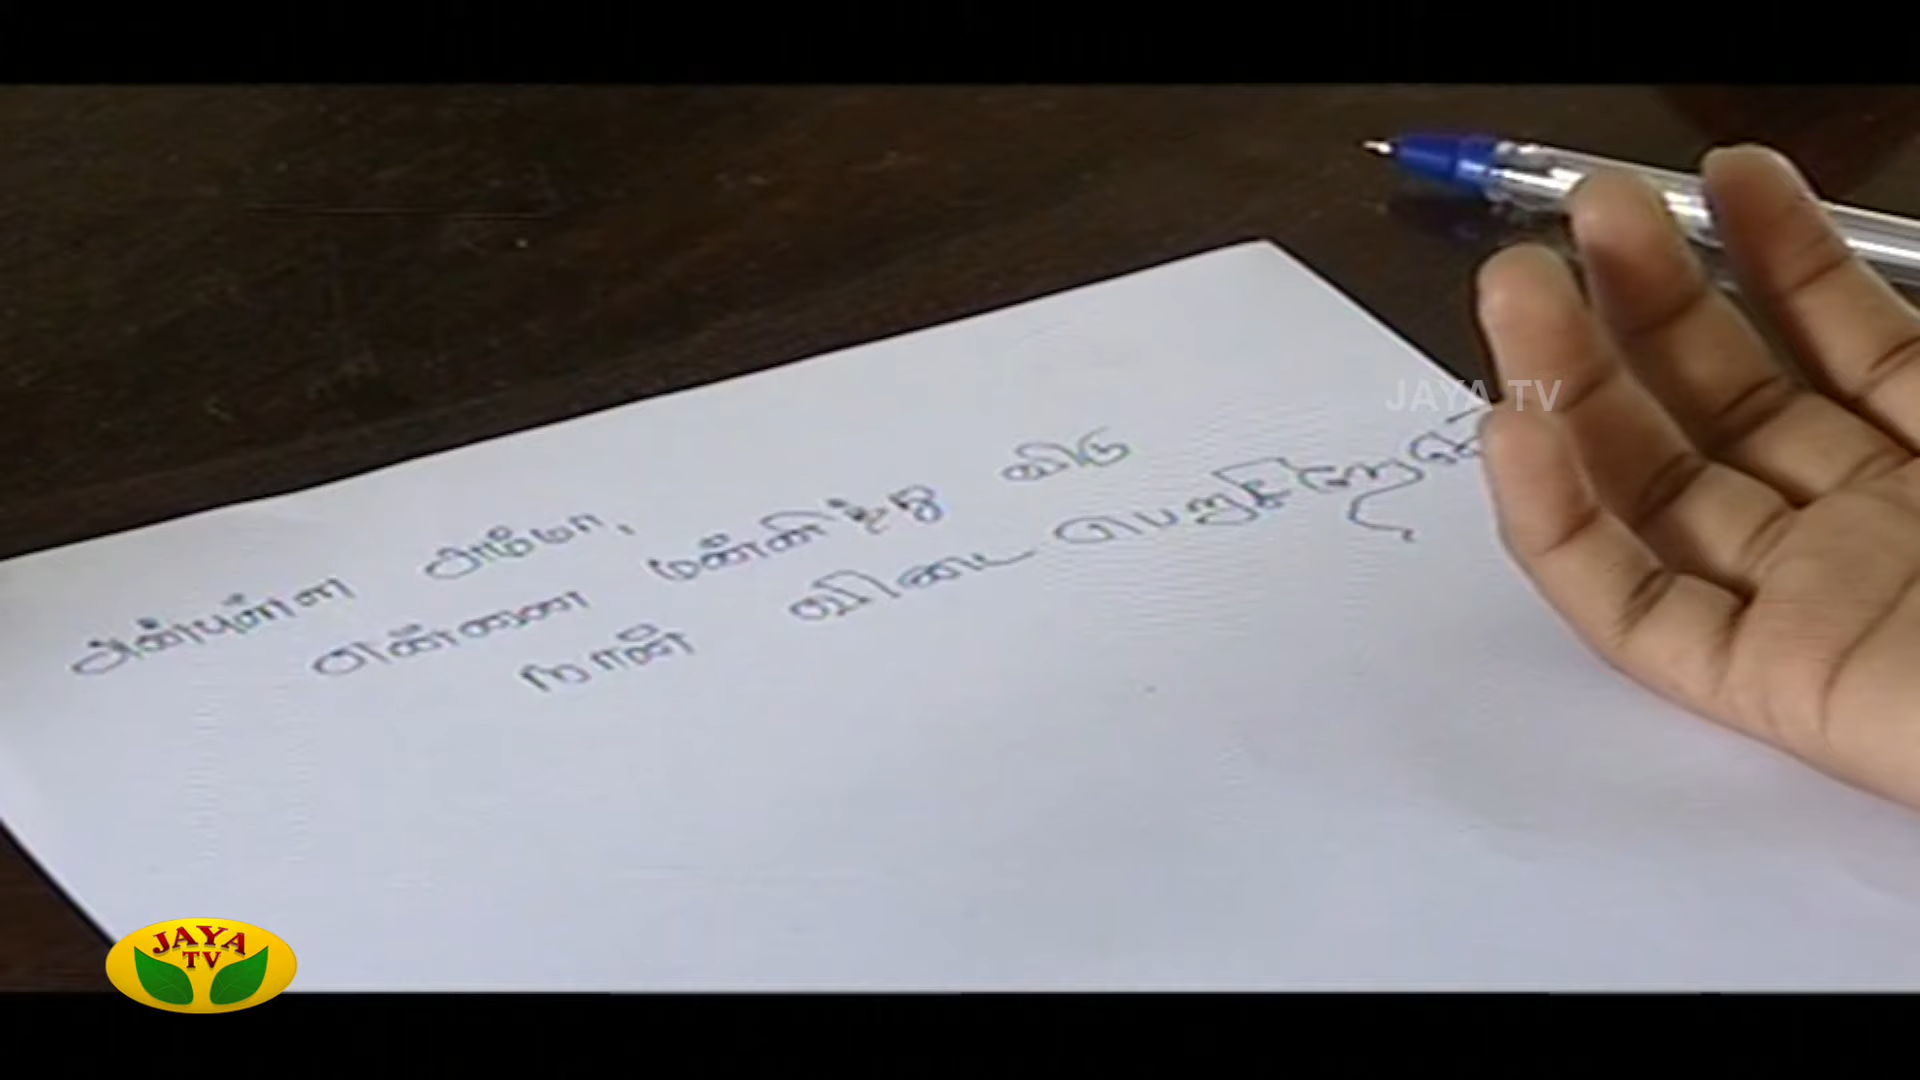 JAYA TV
அன்புள்ள அம்மா,
என்னை மன்னித்து விடு
நான் விடை பெறுகின்றேன்
JAYA
TV